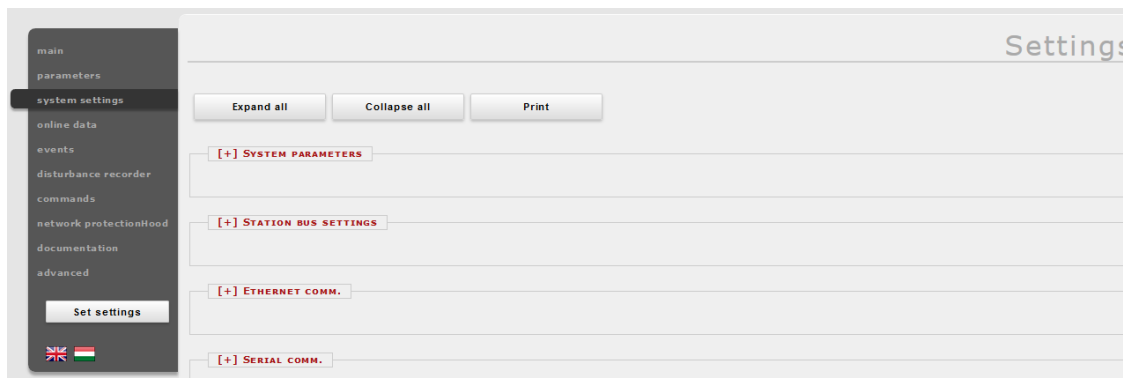 Settings
main
parameters
system settings
online data
events
disturbance recorder
commands
network protectionHood
documentation
advanced
Set settings
Expand all
Collapse all
Print
[+] System parameters
[+] Station bus settings
[+] Ethernet comm.
[+] Serial comm.